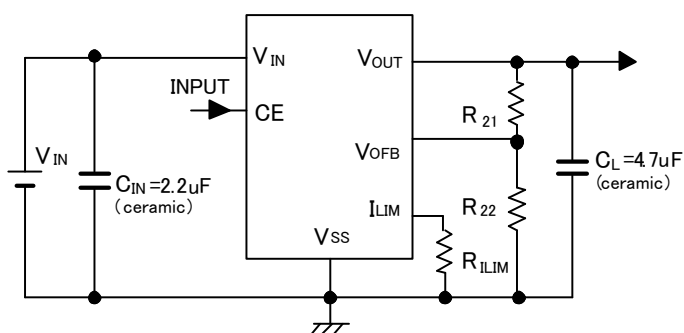 VIN
VOUT
INPUT
CE
R21
VIN
VOFB
CIN=2.2uF
(ceramic)
CL=4.7uF
(ceramic)
ILIM
R22
VSS
RILIM